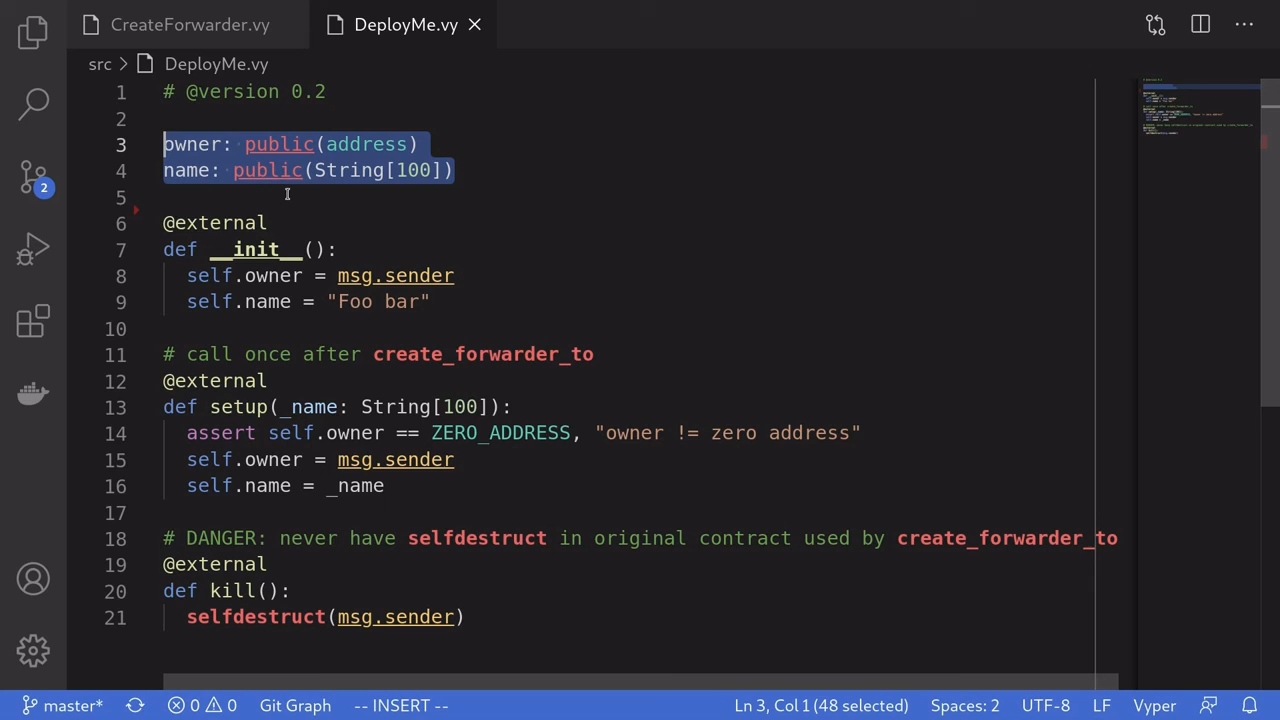 CreateForwarder.vy
DeployMe.vy
src > DeployMe.vy
1 # @version 0.2
2
3 owner: public(address)
4 name: public(String[100])
5
6 @external
7 def __init__():
8 self.owner = msg.sender
9 self.name = "Foo bar"
10
11 # call once after create_forwarder_to
12 @external
13 def setup(_name: String[100]):
14 assert self.owner == ZERO_ADDRESS, "owner != zero address"
15 self.owner = msg.sender
16 self.name = _name
17
18 # DANGER: never have selfdestruct in original contract used by create_forwarder_to
19 @external
20 def kill():
21 selfdestruct(msg.sender)
2
master* 0 0 Git Graph -- INSERT -- Ln 3, Col 1 (48 selected) Spaces: 2 UTF-8 LF Vyper